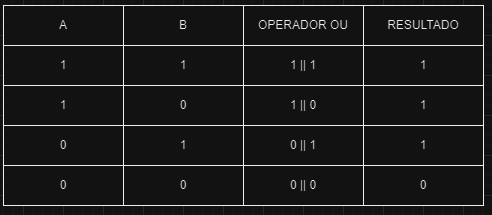 A B OPERADOR OU RESULTADO
1 1 1 || 1 1
1 0 1 || 0 1
0 1 0 || 1 1
0 0 0 || 0 0